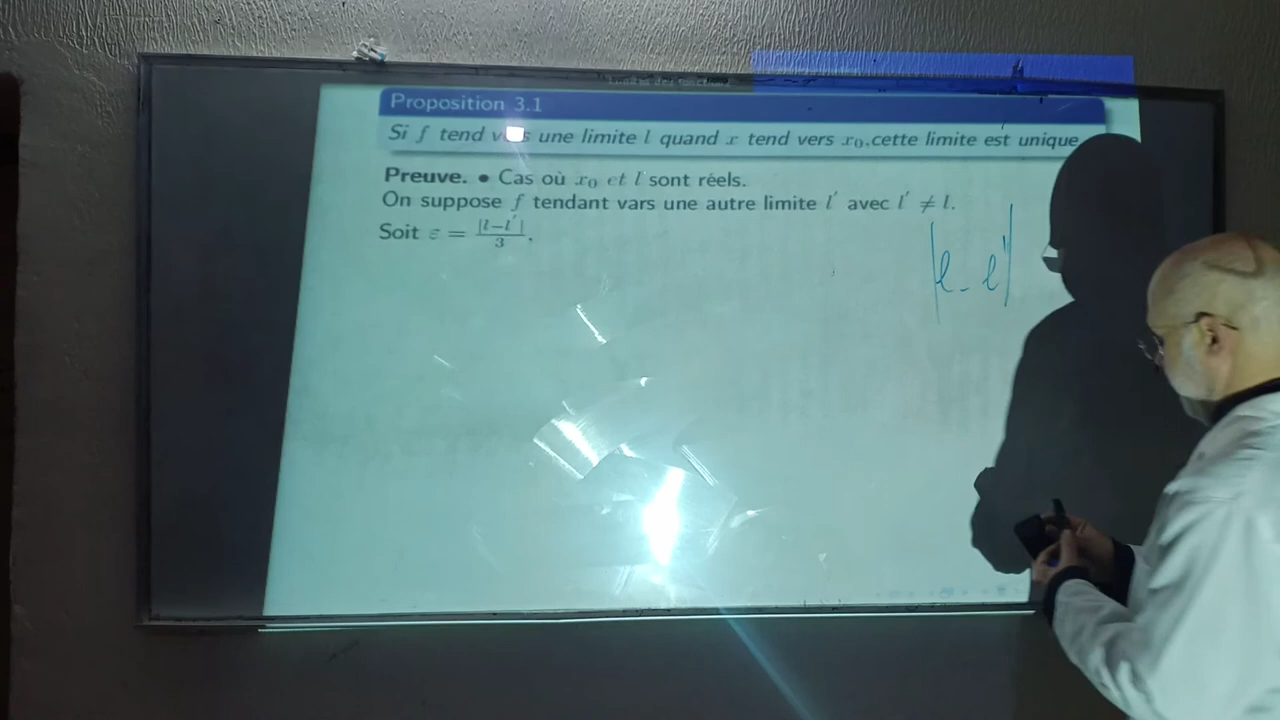 Proposition 3.1
Si f tend vers une limite l quand x tend vers x₀,cette limite est unique
Preuve. • Cas où x₀ et l sont réels.
On suppose f tendant vars une autre limite l′ avec l′ ≠ l.
Soit ε = |l−l′|/3,
|l - l'|